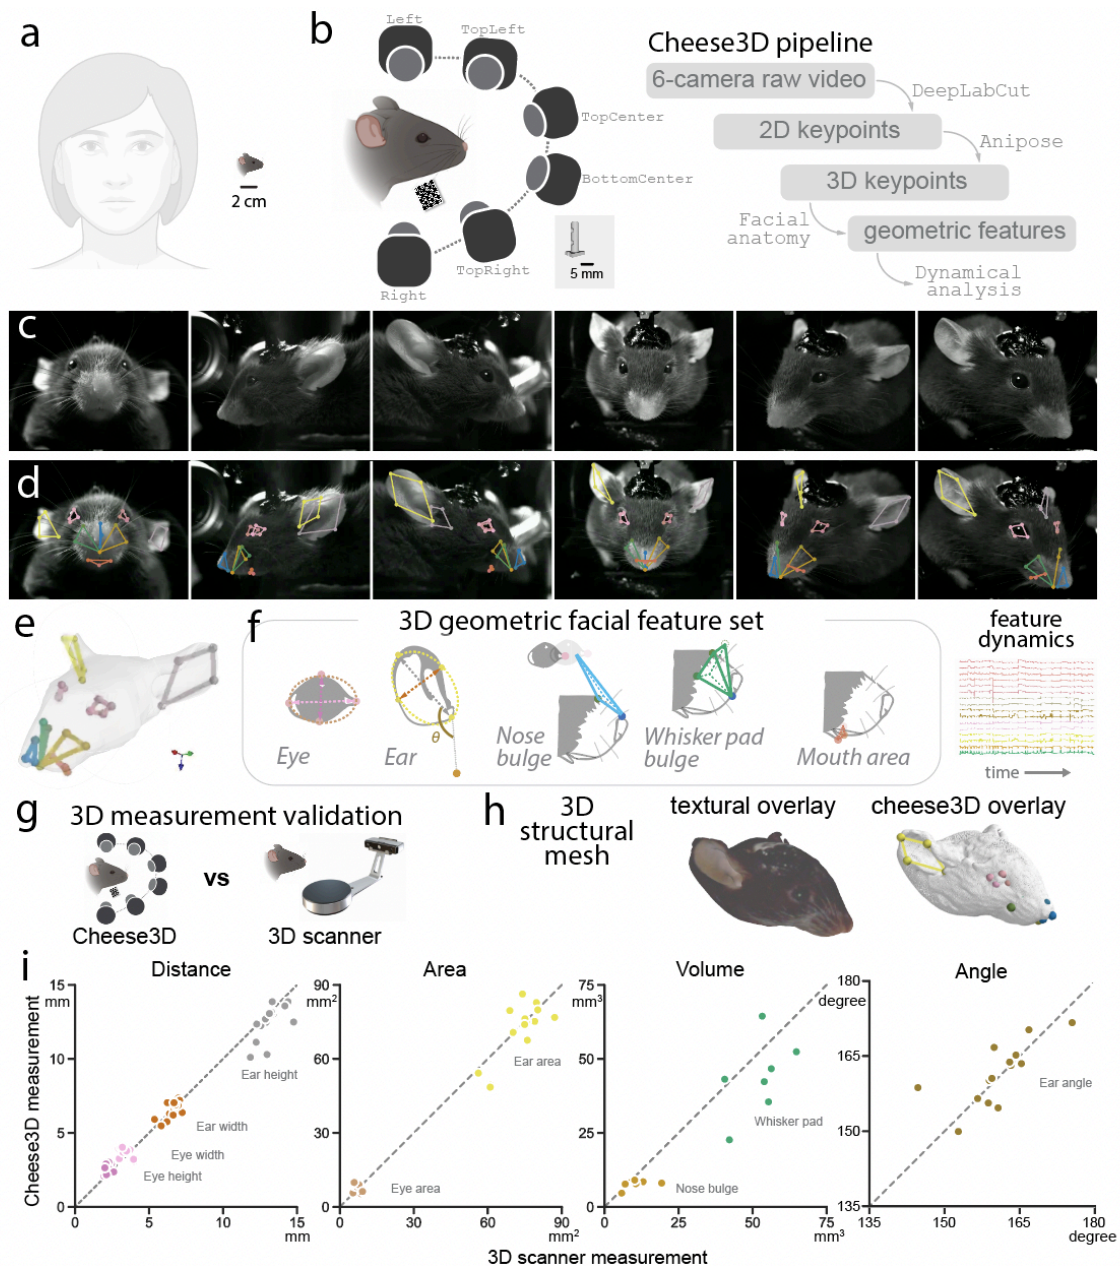 a
2 cm
b
Left
TopLeft
TopCenter
BottomCenter
TopRight
Right
5 mm
Cheese3D pipeline
6-camera raw video
DeepLabCut
2D keypoints
Anipose
3D keypoints
Facial
anatomy
geometric features
Dynamical
analysis
c
d
e
f
3D geometric facial feature set
Eye
θ
Ear
Nose
bulge
Whisker pad
bulge
Mouth area
feature
dynamics
time
g
3D measurement validation
vs
Cheese3D
3D scanner
h
3D
structural
mesh
textural overlay
cheese3D overlay
i
Cheese3D measurement
Distance
15
mm
10
5
0
Ear height
Ear width
Eye width
Eye height
0
5
10
15
mm
Area
90
mm²
60
30
0
Ear area
Eye area
0
30
60
90
mm²
Volume
75
mm³
50
25
0
Whisker pad
Nose bulge
0
25
50
75
mm³
Angle
180
degree
165
150
135
Ear angle
135
150
165
180
degree
3D scanner measurement